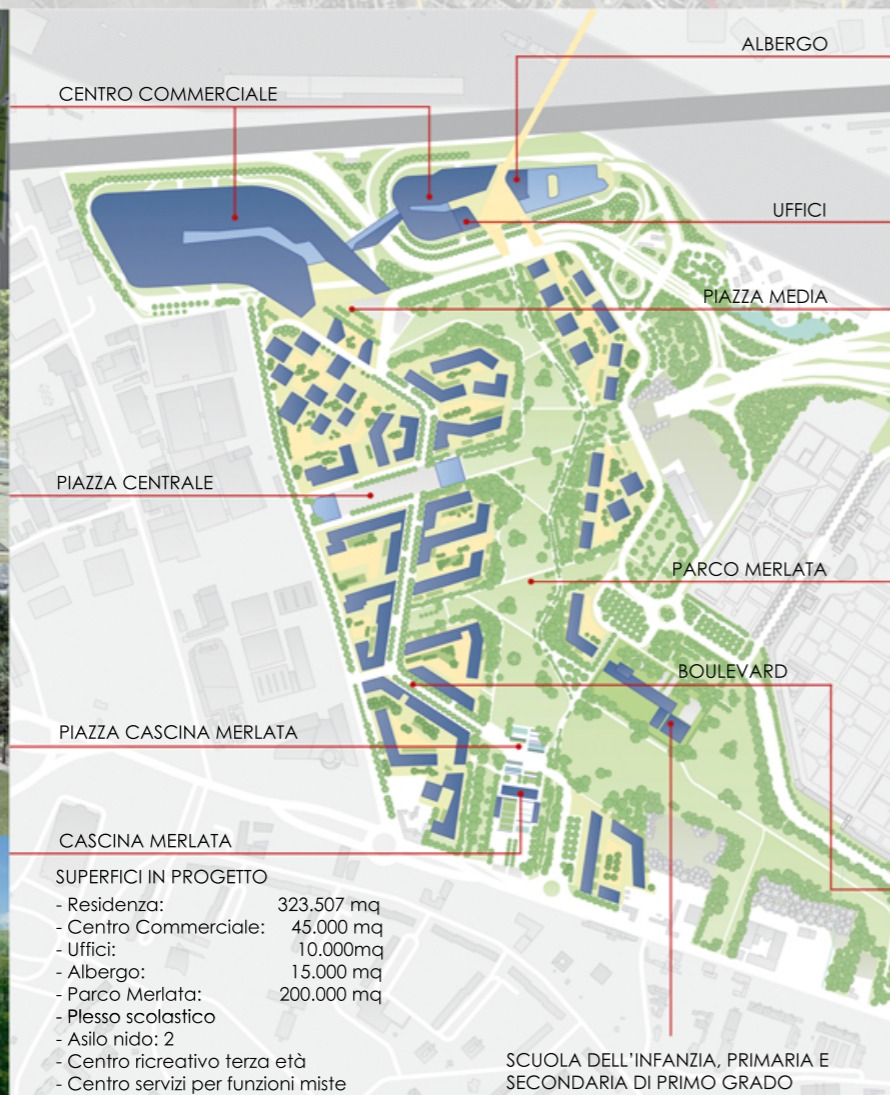 ALBERGO
CENTRO COMMERCIALE
UFFICI
PIAZZA MEDIA
PIAZZA CENTRALE
PARCO MERLATA
BOULEVARD
PIAZZA CASCINA MERLATA
CASCINA MERLATA
SUPERFICI IN PROGETTO
- Residenza: 323.507 mq
- Centro Commerciale: 45.000 mq
- Uffici: 10.000mq
- Albergo: 15.000 mq
- Parco Merlata: 200.000 mq
- Plesso scolastico
- Asilo nido: 2
- Centro ricreativo terza età
- Centro servizi per funzioni miste
SCUOLA DELL'INFANZIA, PRIMARIA E
SECONDARIA DI PRIMO GRADO